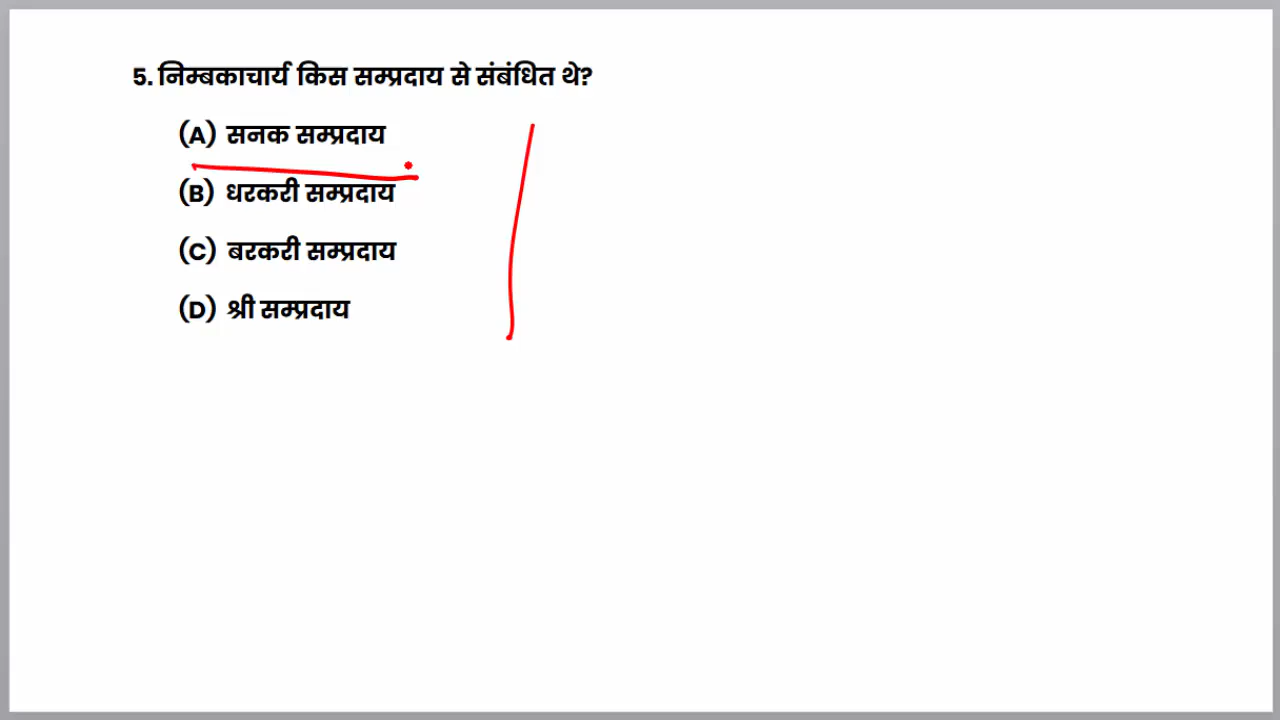 5. निम्बकाचार्य किस सम्प्रदाय से संबंधित थे?
(A) सनक सम्प्रदाय
(B) धरकरी सम्प्रदाय
(C) बरकरी सम्प्रदाय
(D) श्री सम्प्रदाय